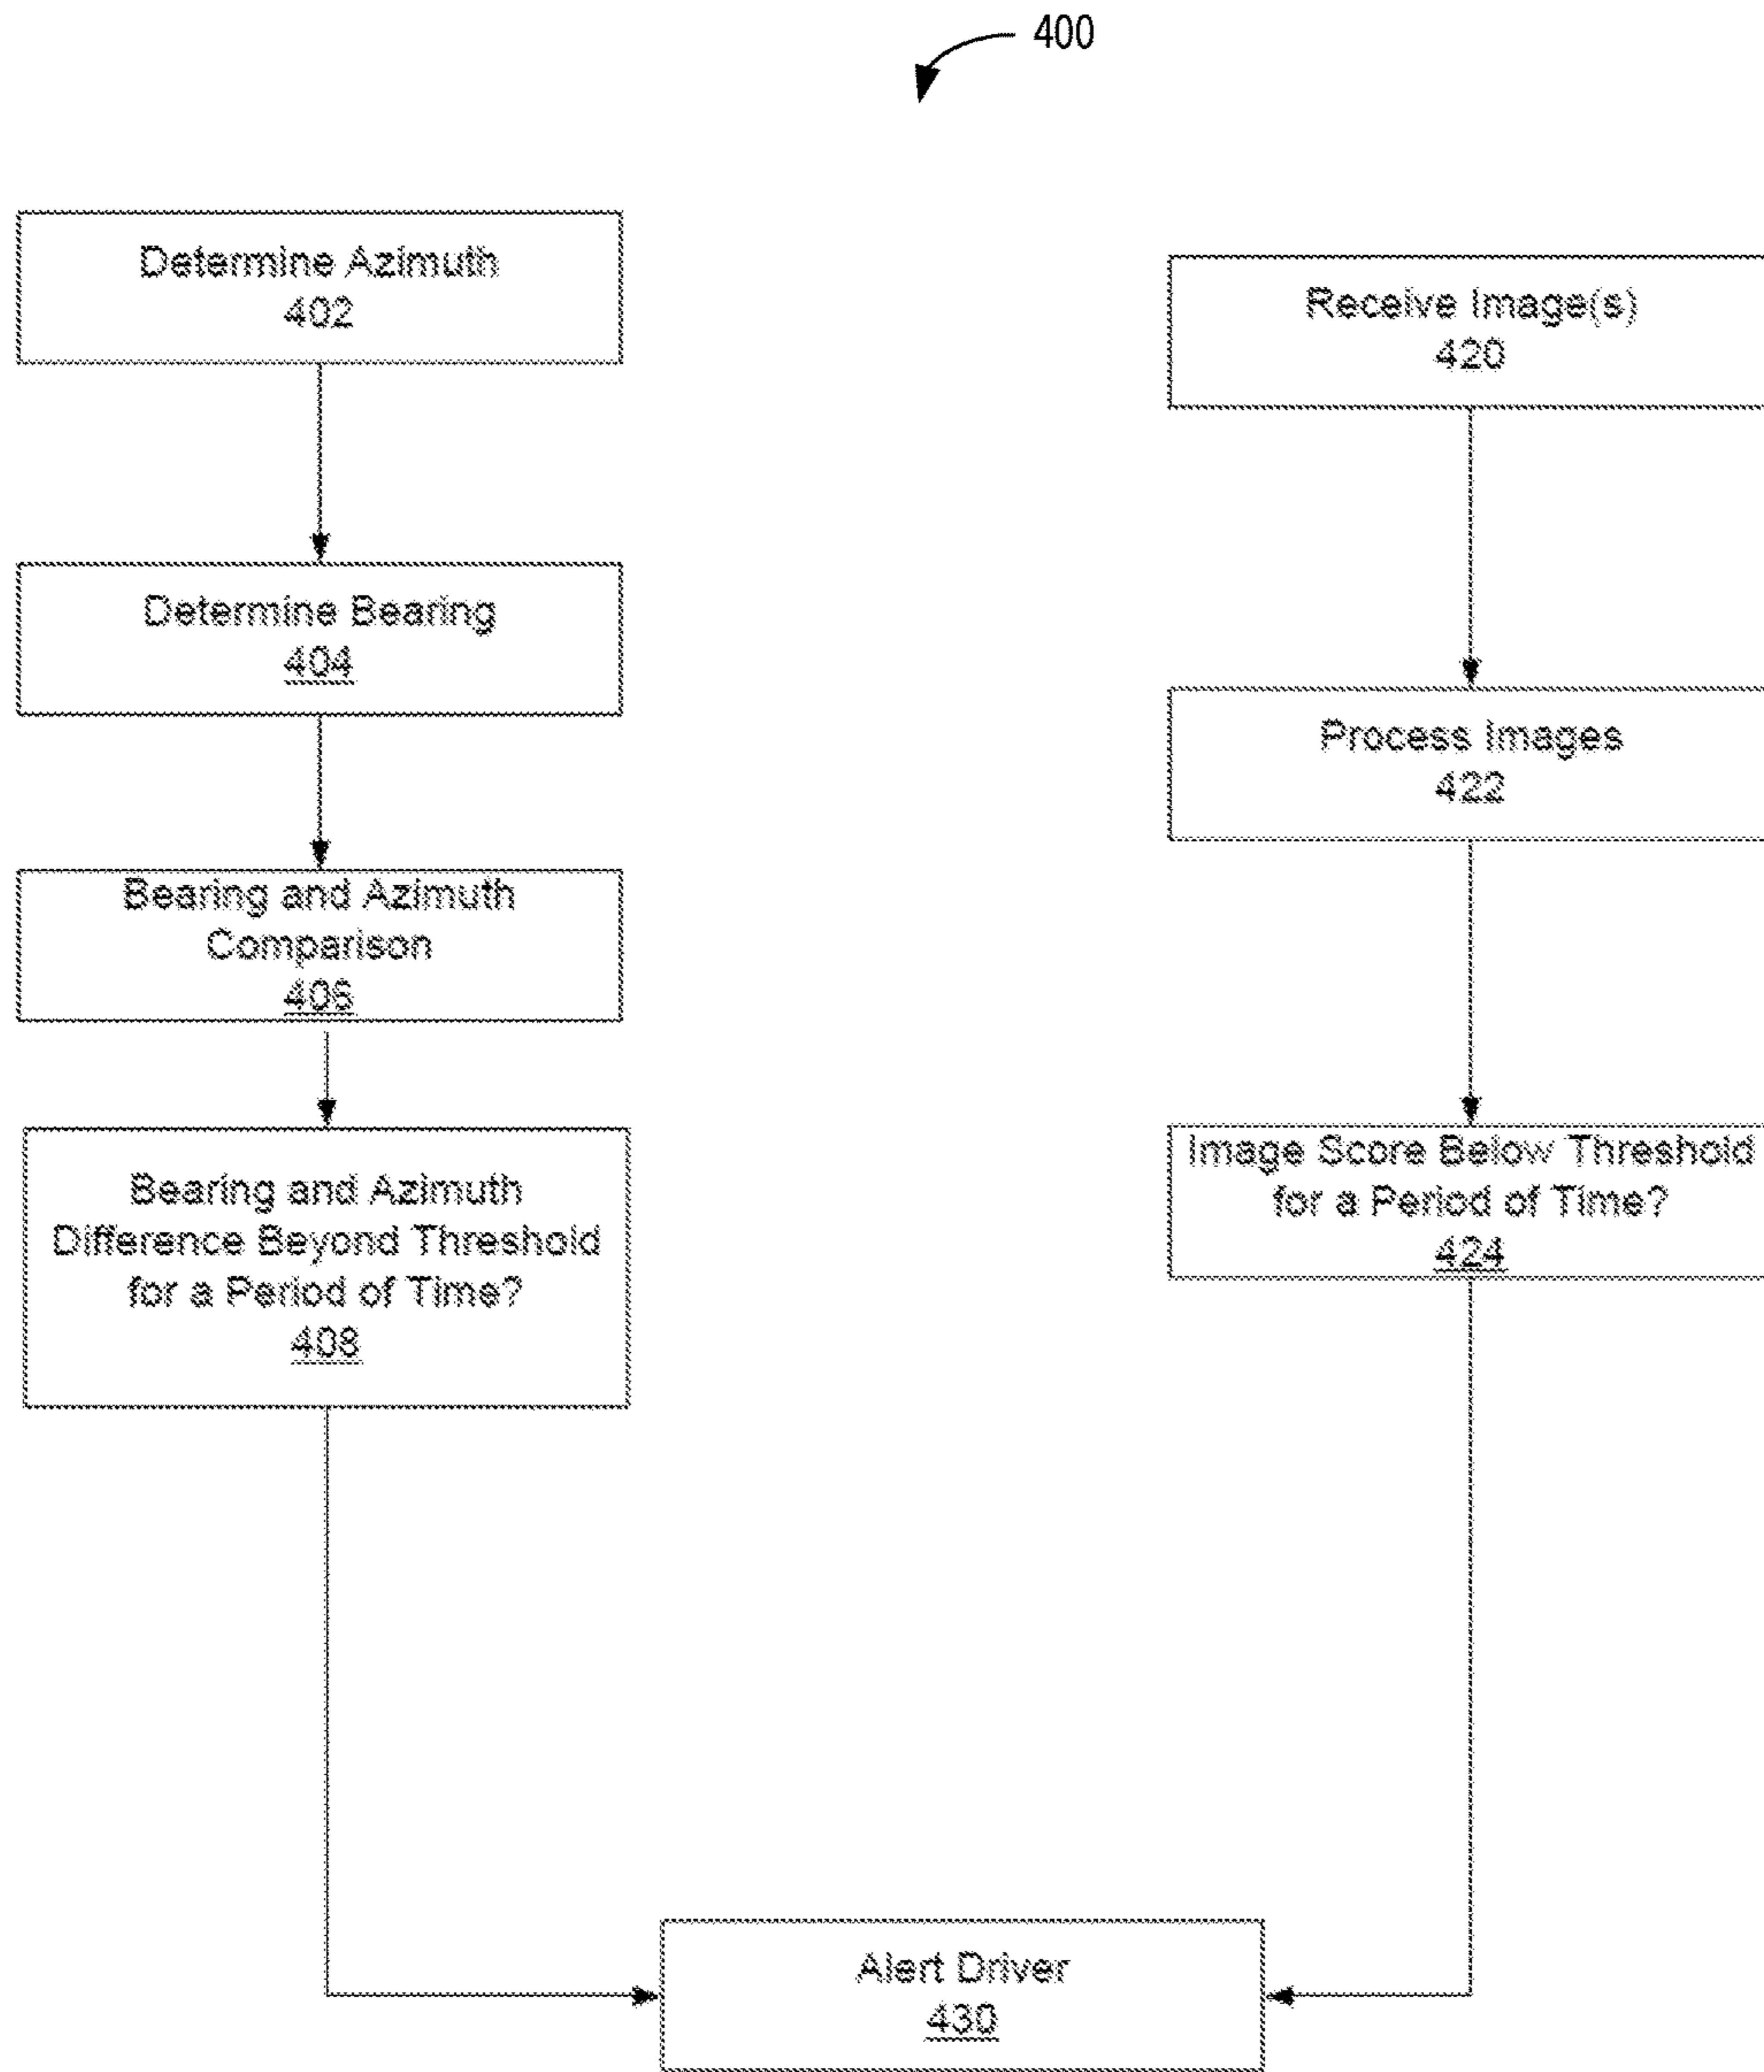 400
Determine Azimuth
402
Determine Bearing
404
Bearing and Azimuth
Comparison
406
Bearing and Azimuth
Difference Beyond Threshold
for a Period of Time?
408
Receive Image(s)
420
Process Images
422
Image Score Below Threshold
for a Period of Time?
424
Alert Driver
430